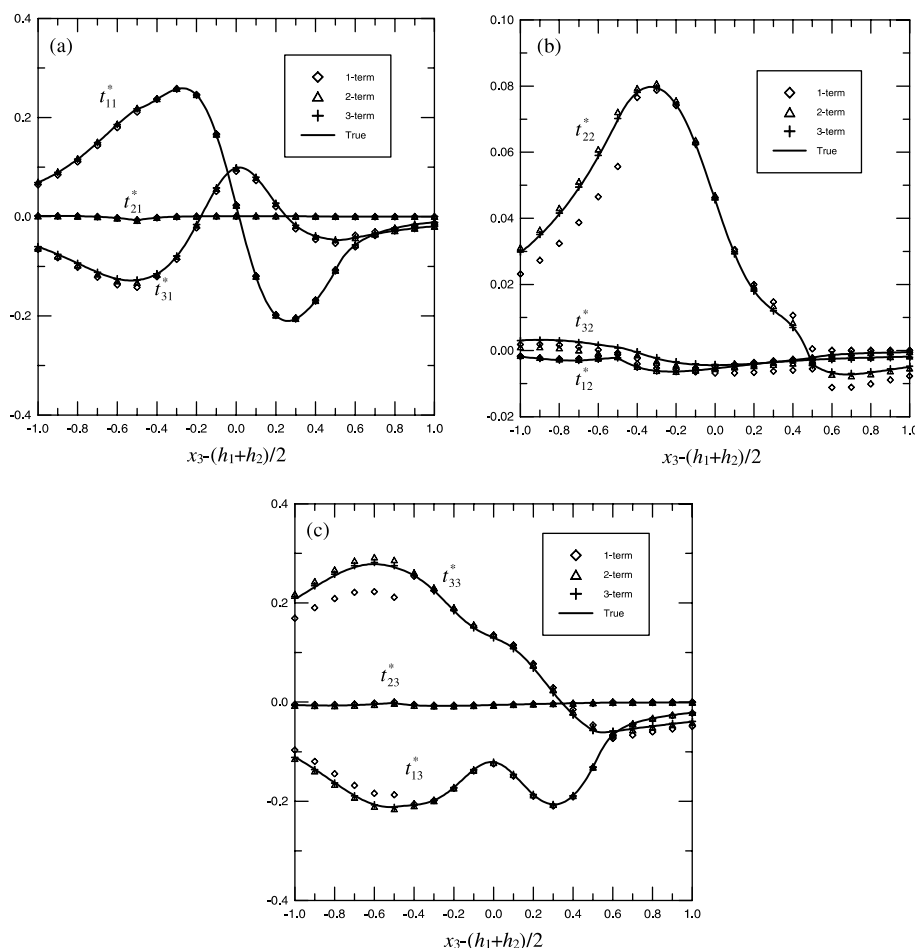 (a)
0.4
0.2
0.0
-0.2
-0.4
t*11
t*21
t*31
1-term
2-term
3-term
True
-1.0 -0.8 -0.6 -0.4 -0.2 0.0 0.2 0.4 0.6 0.8 1.0
x3-(h1+h2)/2
(b)
0.10
0.08
0.06
0.04
0.02
0.00
-0.02
t*22
t*32
t*12
1-term
2-term
3-term
True
-1.0 -0.8 -0.6 -0.4 -0.2 0.0 0.2 0.4 0.6 0.8 1.0
x3-(h1+h2)/2
(c)
0.4
0.2
0.0
-0.2
-0.4
t*33
t*23
t*13
1-term
2-term
3-term
True
-1.0 -0.8 -0.6 -0.4 -0.2 0.0 0.2 0.4 0.6 0.8 1.0
x3-(h1+h2)/2